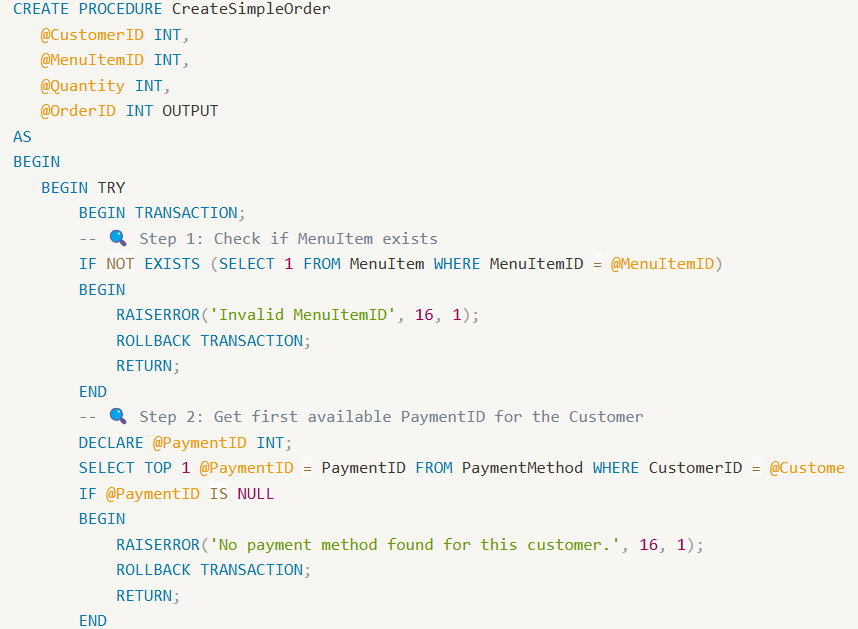 CREATE PROCEDURE CreateSimpleOrder
@CustomerID INT,
@MenuItemID INT,
@Quantity INT,
@OrderID INT OUTPUT
AS
BEGIN
BEGIN TRY
BEGIN TRANSACTION;
-- 🔍 Step 1: Check if MenuItem exists
IF NOT EXISTS (SELECT 1 FROM MenuItem WHERE MenuItemID = @MenuItemID)
BEGIN
RAISERROR('Invalid MenuItemID', 16, 1);
ROLLBACK TRANSACTION;
RETURN;
END
-- 🔍 Step 2: Get first available PaymentID for the Customer
DECLARE @PaymentID INT;
SELECT TOP 1 @PaymentID = PaymentID FROM PaymentMethod WHERE CustomerID = @Custome
IF @PaymentID IS NULL
BEGIN
RAISERROR('No payment method found for this customer.', 16, 1);
ROLLBACK TRANSACTION;
RETURN;
END